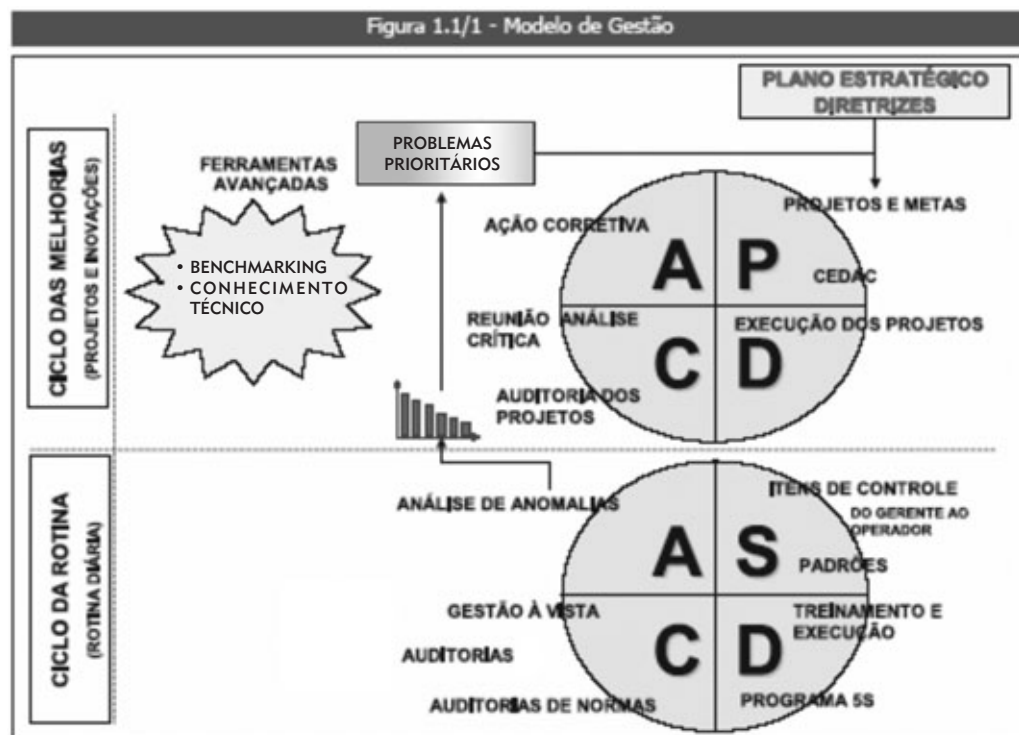 Figura 1.1/1 - Modelo de Gestão
PLANO ESTRATÉGICO
DIRETRIZES
CICLO DAS MELHORIAS
(PROJETOS E INOVAÇÕES)
FERRAMENTAS
AVANÇADAS
• BENCHMARKING
• CONHECIMENTO
TÉCNICO
PROBLEMAS
PRIORITÁRIOS
AÇÃO CORRETIVA
PROJETOS E METAS
A
P
CEDAC
REUNIÃO ANÁLISE
CRÍTICA
EXECUÇÃO DOS PROJETOS
C
D
AUDITORIA DOS
PROJETOS
CICLO DA ROTINA
(ROTINA DIÁRIA)
ANÁLISE DE ANOMALIAS
ITENS DE CONTROLE
DO GERENTE AO
OPERADOR
A
S
PADRÕES
GESTÃO À VISTA
TREINAMENTO E
EXECUÇÃO
C
D
AUDITORIAS
AUDITORIAS DE NORMAS
PROGRAMA 5S